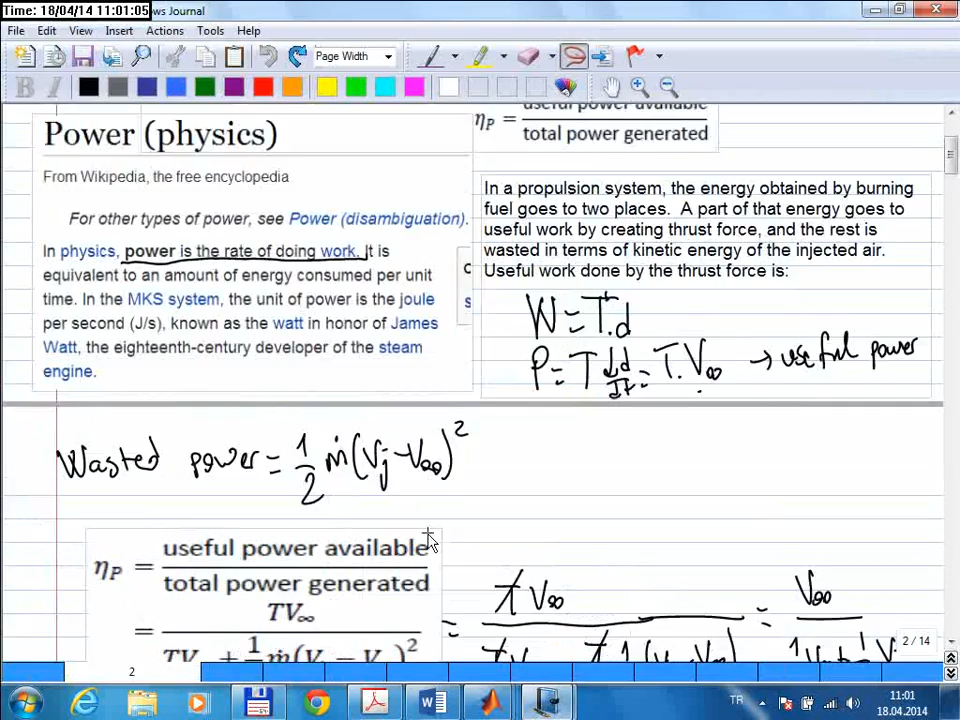 Time: 18/04/14 11:01:05
ws Journal
File Edit View Insert Actions Tools Help
Page Width
B I
Power (physics)
From Wikipedia, the free encyclopedia
For other types of power, see Power (disambiguation).
In physics, power is the rate of doing work. It is
equivalent to an amount of energy consumed per unit
time. In the MKS system, the unit of power is the joule
per second (J/s), known as the watt in honor of James
Watt, the eighteenth-century developer of the steam
engine.
useful power available
ηP = total power generated
In a propulsion system, the energy obtained by burning
fuel goes to two places. A part of that energy goes to
useful work by creating thrust force, and the rest is
wasted in terms of kinetic energy of the injected air.
Useful work done by the thrust force is:
W = T.d
P = T d/dt = T.V∞ → useful power
Wasted power = 1/2 ṁ(Vj-V∞)²
ηP = useful power available
total power generated
= TV∞
= V∞ = V∞
2 / 14
2
TR
11:01
18.04.2014